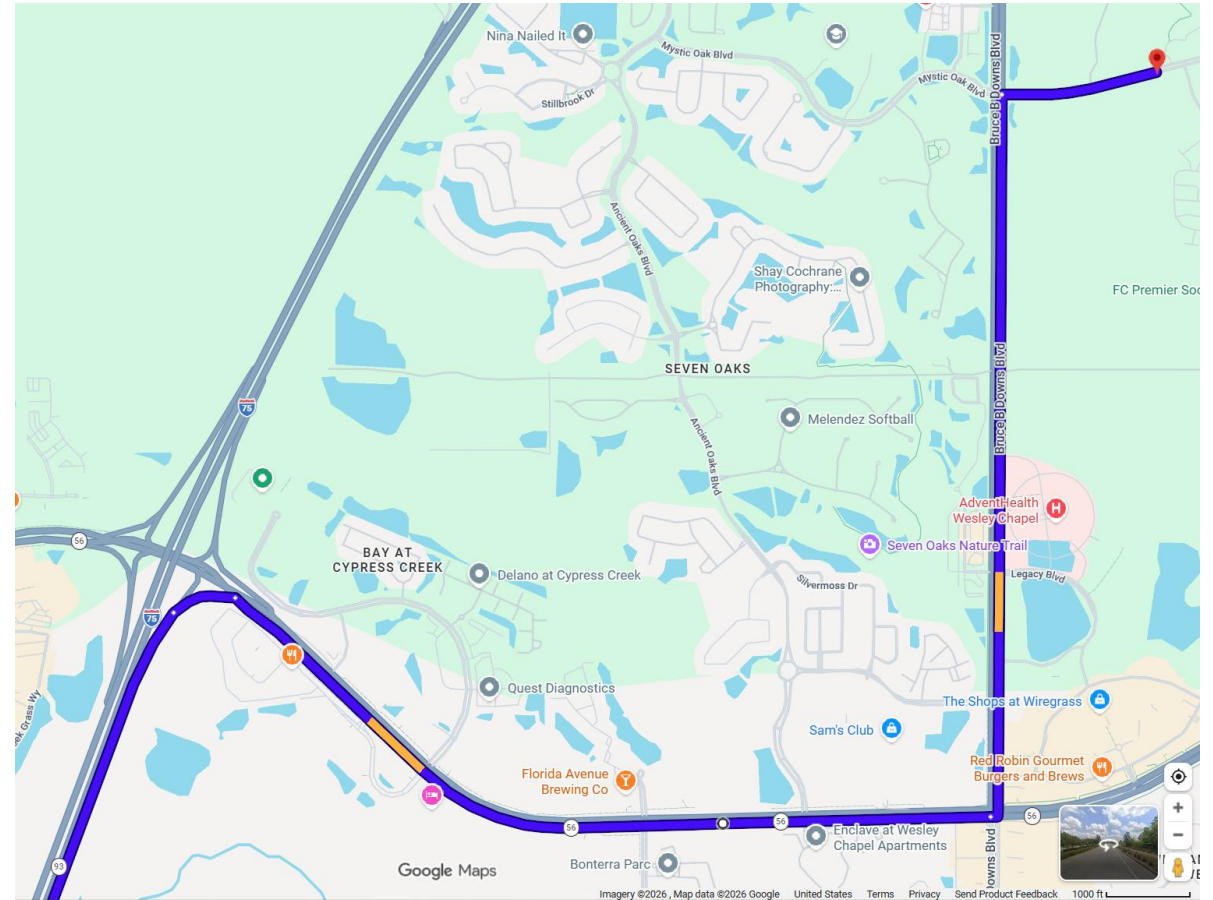 Nina Nailed It
Mystic Oak Blvd
Mystic Oak Blvd
Bruce B Downs Blvd
Stillbrook Dr
Ancient Oaks Blvd
Shay Cochrane
Photography:...
FC Premier Soc
SEVEN OAKS
Bruce B Downs Blvd
75
Melendez Softball
Ancient Oaks Blvd
AdventHealth
Wesley Chapel
H
56
BAY AT
CYPRESS CREEK
Seven Oaks Nature Trail
Delano at Cypress Creek
Silvermoss Dr
Legacy Blvd
75
Quest Diagnostics
The Shops at Wiregrass
ek Grass Wy
Sam's Club
Florida Avenue
Brewing Co
Red Robin Gourmet
Burgers and Brews
56
56
56
Enclave at Wesley
Chapel Apartments
Downs Blvd
93
Google Maps
Bonterra Parc
Imagery ©2026 , Map data ©2026 Google United States Terms Privacy Send Product Feedback 1000 ft